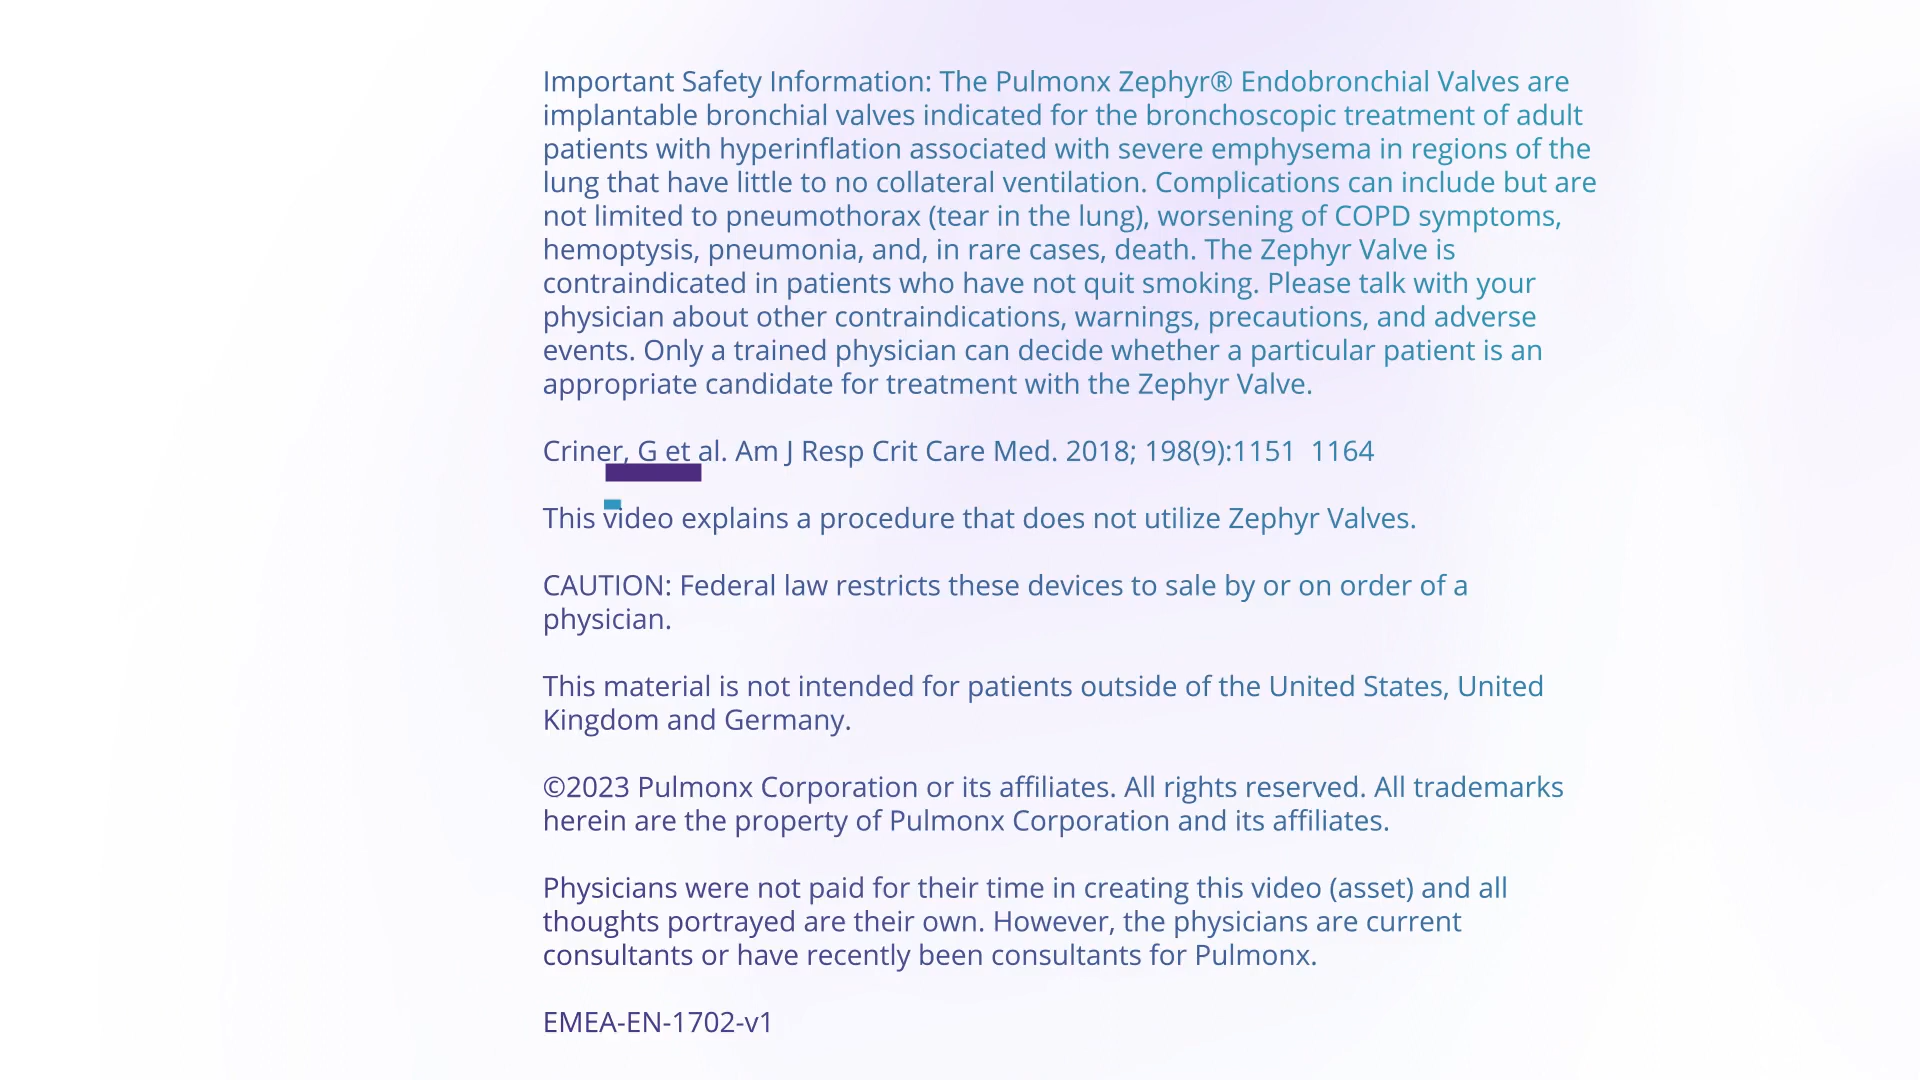 Important Safety Information: The Pulmonx Zephyr® Endobronchial Valves are
implantable bronchial valves indicated for the bronchoscopic treatment of adult
patients with hyperinflation associated with severe emphysema in regions of the
lung that have little to no collateral ventilation. Complications can include but are
not limited to pneumothorax (tear in the lung), worsening of COPD symptoms,
hemoptysis, pneumonia, and, in rare cases, death. The Zephyr Valve is
contraindicated in patients who have not quit smoking. Please talk with your
physician about other contraindications, warnings, precautions, and adverse
events. Only a trained physician can decide whether a particular patient is an
appropriate candidate for treatment with the Zephyr Valve.
Criner, G et al. Am J Resp Crit Care Med. 2018; 198(9):1151 1164
This video explains a procedure that does not utilize Zephyr Valves.
CAUTION: Federal law restricts these devices to sale by or on order of a
physician.
This material is not intended for patients outside of the United States, United
Kingdom and Germany.
©2023 Pulmonx Corporation or its affiliates. All rights reserved. All trademarks
herein are the property of Pulmonx Corporation and its affiliates.
Physicians were not paid for their time in creating this video (asset) and all
thoughts portrayed are their own. However, the physicians are current
consultants or have recently been consultants for Pulmonx.
EMEA-EN-1702-v1